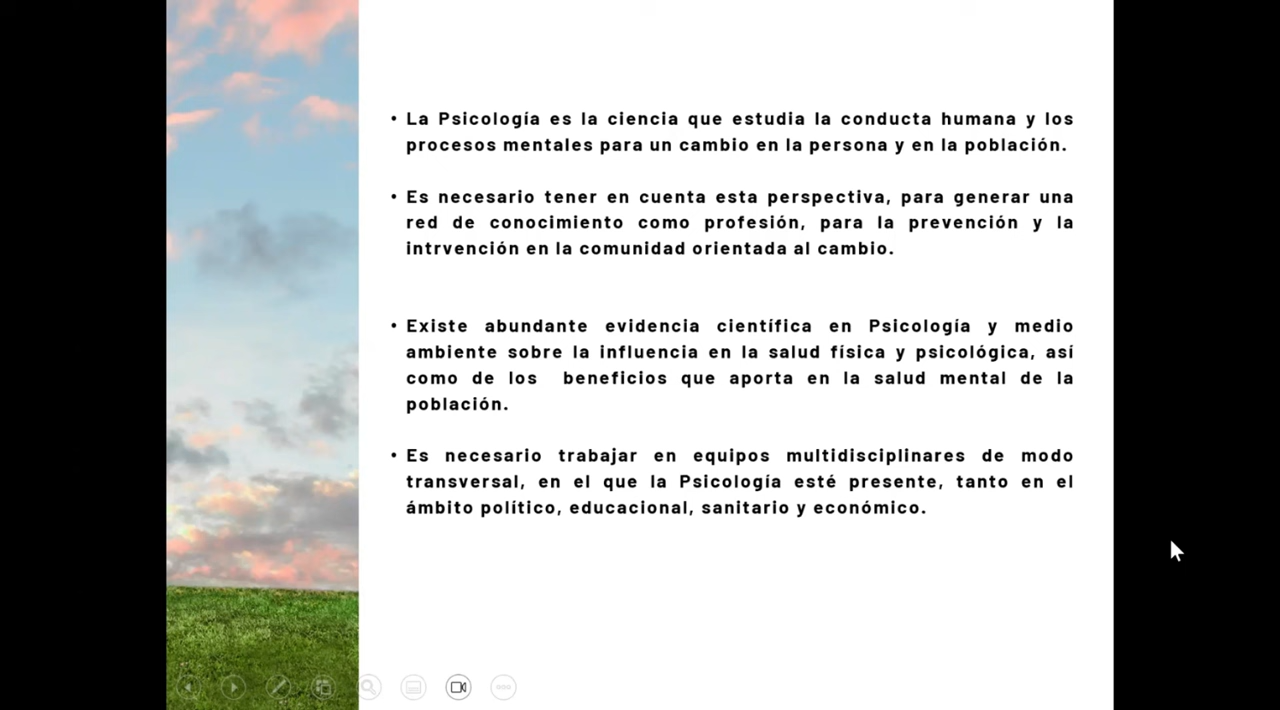 • La Psicología es la ciencia que estudia la conducta humana y los
procesos mentales para un cambio en la persona y en la población.
• Es necesario tener en cuenta esta perspectiva, para generar una
red de conocimiento como profesión, para la prevención y la
intrvención en la comunidad orientada al cambio.
• Existe abundante evidencia científica en Psicología y medio
ambiente sobre la influencia en la salud física y psicológica, así
como de los beneficios que aporta en la salud mental de la
población.
• Es necesario trabajar en equipos multidisciplinares de modo
transversal, en el que la Psicología esté presente, tanto en el
ámbito político, educacional, sanitario y económico.